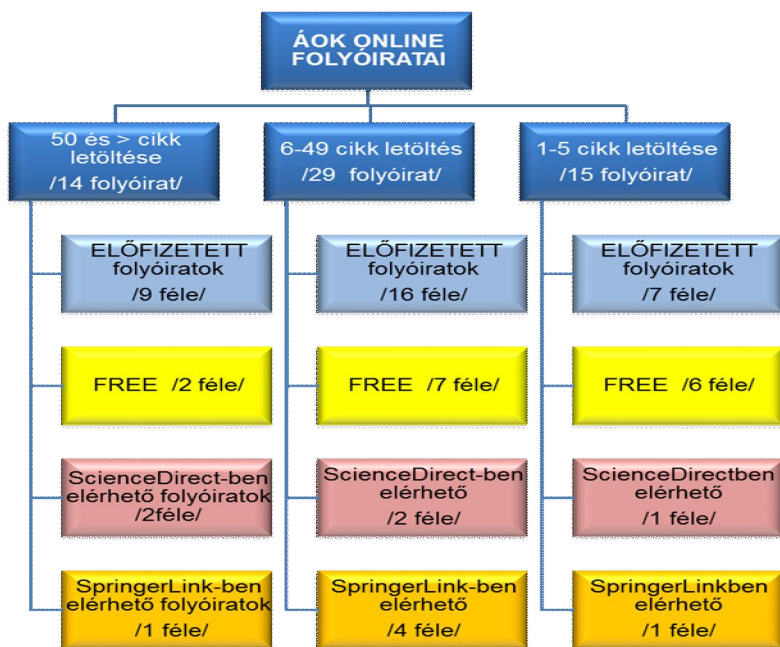 ÁOK ONLINE
FOLYÓIRATAI
50 és > cikk
letöltése
/14 folyóirat/
6-49 cikk letöltés
/29 folyóirat/
1-5 cikk letöltése
/15 folyóirat/
ELŐFIZETETT
folyóiratok
/9 féle/
ELŐFIZETETT
folyóiratok
/16 féle/
ELŐFIZETETT
folyóiratok
/7 féle/
FREE /2 féle/
FREE /7 féle/
FREE /6 féle/
ScienceDirect-ben
elérhető folyóiratok
/2féle/
ScienceDirect-ben
elérhető
/2 féle/
ScienceDirectben
elérhető
/1 féle/
SpringerLink-ben
elérhető folyóiratok
/1 féle/
SpringerLink-ben
elérhető
/4 féle/
SpringerLinkben
elérhető
/1 féle/